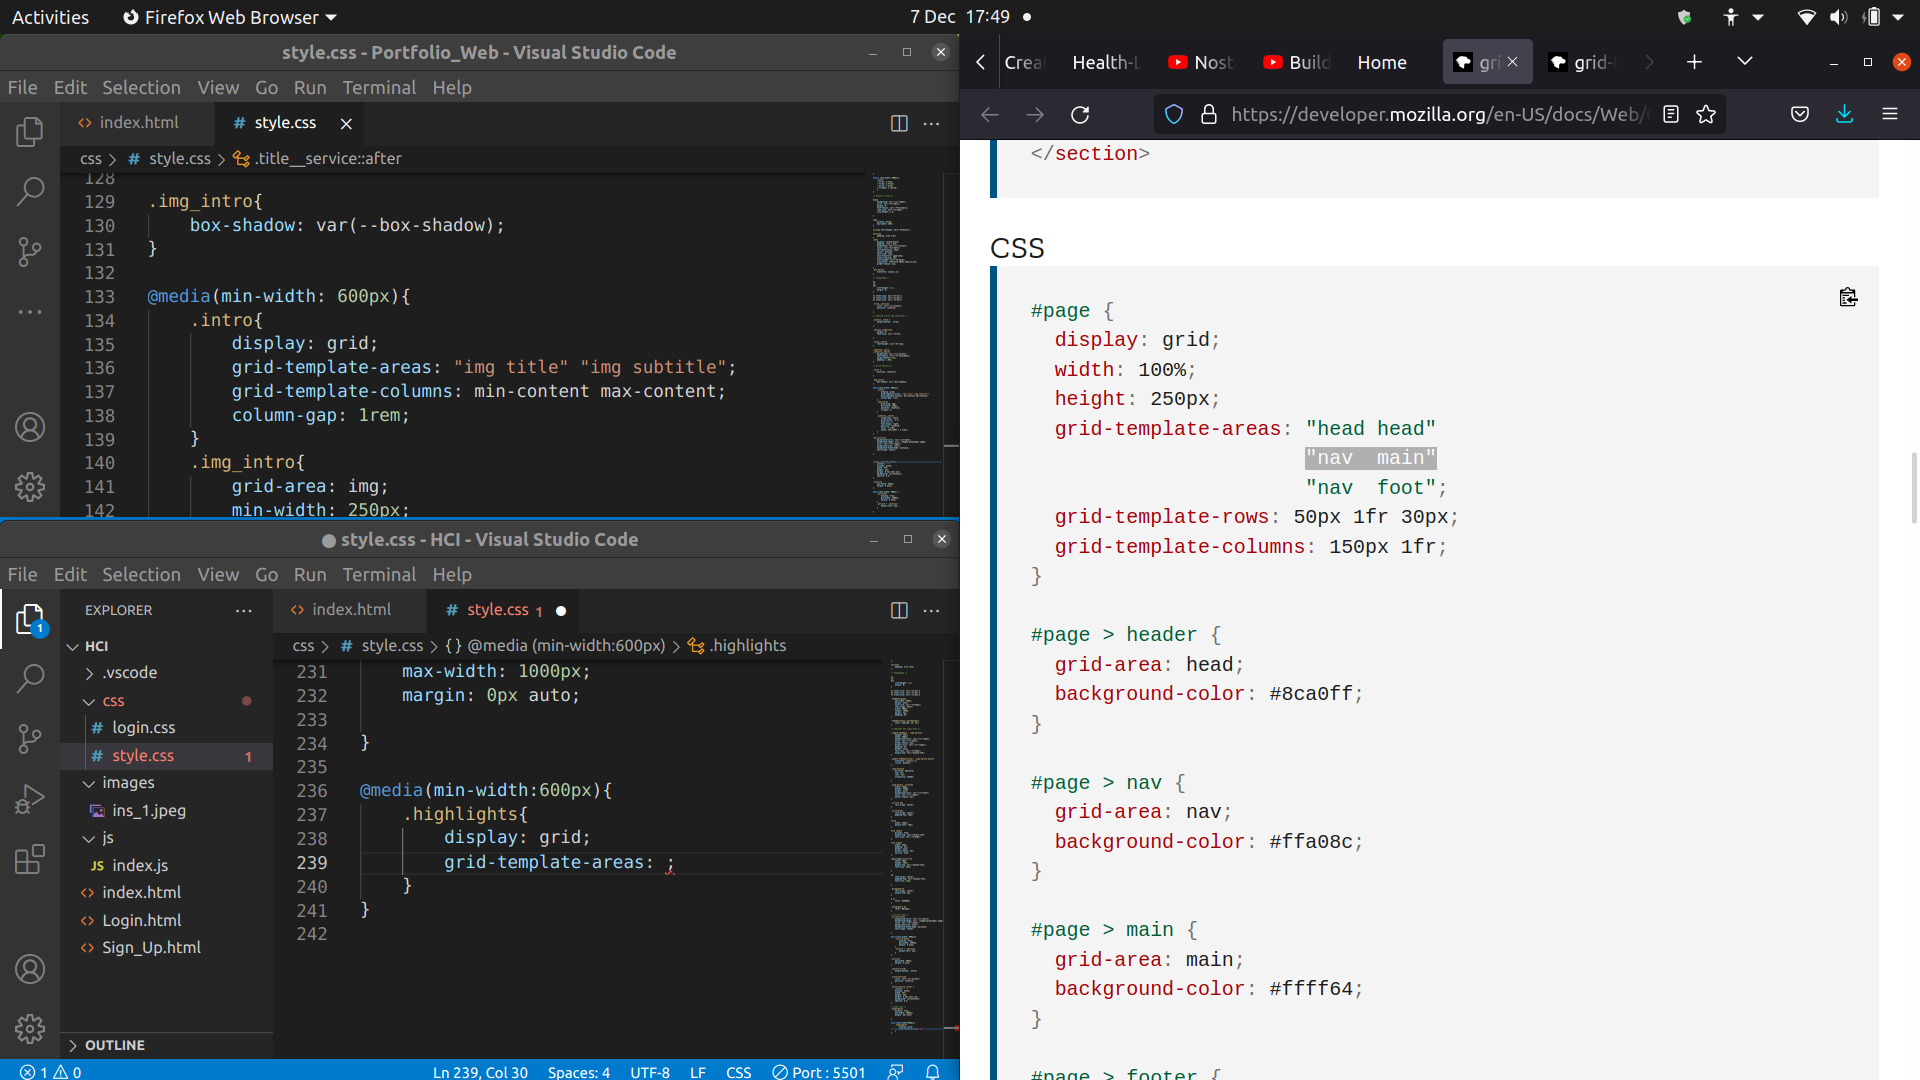 Activities
Firefox Web Browser
7 Dec 17:49
style.css - Portfolio_Web - Visual Studio Code
File Edit Selection View Go Run Terminal Help
index.html
# style.css
css > # style.css > .title__service::after
128
129 .img_intro{
130 box-shadow: var(--box-shadow);
131 }
132
133 @media(min-width: 600px){
134 .intro{
135 display: grid;
136 grid-template-areas: "img title" "img subtitle";
137 grid-template-columns: min-content max-content;
138 column-gap: 1rem;
139 }
140 .img_intro{
141 grid-area: img;
142 min-width: 250px;
● style.css - HCI - Visual Studio Code
File Edit Selection View Go Run Terminal Help
1
EXPLORER
HCI
.vscode
css
# login.css
# style.css 1
images
ins_1.jpeg
js
JS index.js
<> index.html
<> Login.html
<> Sign_Up.html
OUTLINE
<> index.html
# style.css 1
css > # style.css > {} @media (min-width:600px) > .highlights
231 max-width: 1000px;
232 margin: 0px auto;
233
234 }
235
236 @media(min-width:600px){
237 .highlights{
238 display: grid;
239 grid-template-areas: ;
240 }
241 }
242
1 0
Ln 239, Col 30 Spaces: 4 UTF-8 LF CSS Port : 5501
Crea Health-L Nost Build Home gri grid-
https://developer.mozilla.org/en-US/docs/Web/
</section>
CSS
#page {
display: grid;
width: 100%;
height: 250px;
grid-template-areas: "head head"
"nav  main"
"nav  foot";
grid-template-rows: 50px 1fr 30px;
grid-template-columns: 150px 1fr;
}
#page > header {
grid-area: head;
background-color: #8ca0ff;
}
#page > nav {
grid-area: nav;
background-color: #ffa08c;
}
#page > main {
grid-area: main;
background-color: #ffff64;
}
#page > footer {